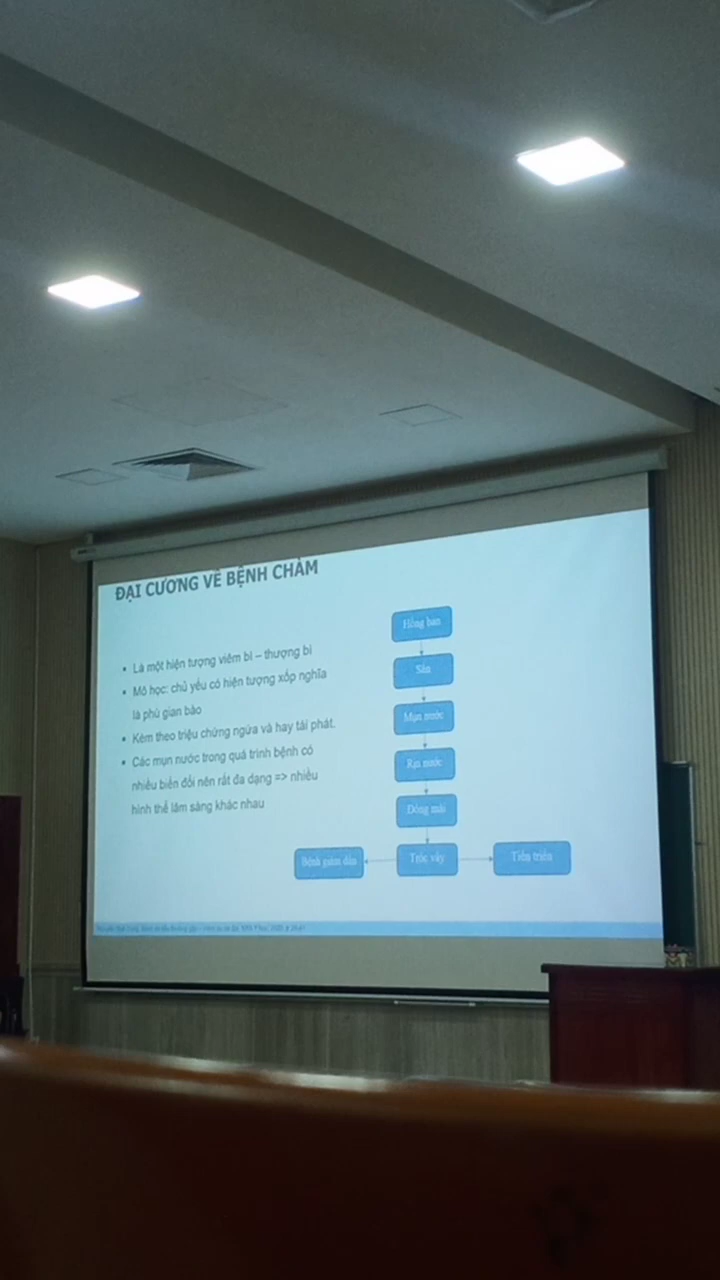 ĐẠI CƯƠNG VỀ BỆNH CHÀM
• Là một hiện tượng viêm bì – thượng bì
• Mô học: chủ yếu có hiện tượng xốp nghĩa
là phù gian bào
• Kèm theo triệu chứng ngứa và hay tái phát.
• Các mụn nước trong quá trình bệnh có
nhiều biến đổi nên rất đa dạng => nhiều
hình thể lâm sàng khác nhau
Hồng ban
Sẩn
Mụn nước
Rịn nước
Đóng mài
Bệnh giảm dần
Tróc vảy
Tiến triển